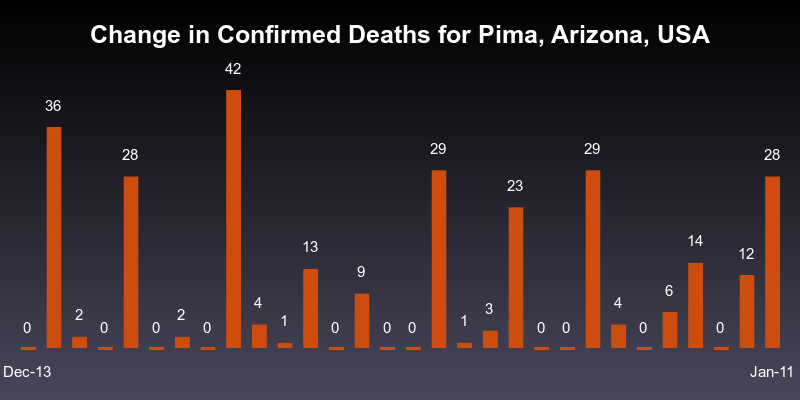 Change in Confirmed Deaths for Pima, Arizona, USA
0 36 2 0 28 0 2 0 42 4 1 13 0 9 0 0 29 1 3 23 0 0 29 4 0 6 14 0 12 28
Dec-13 Jan-11